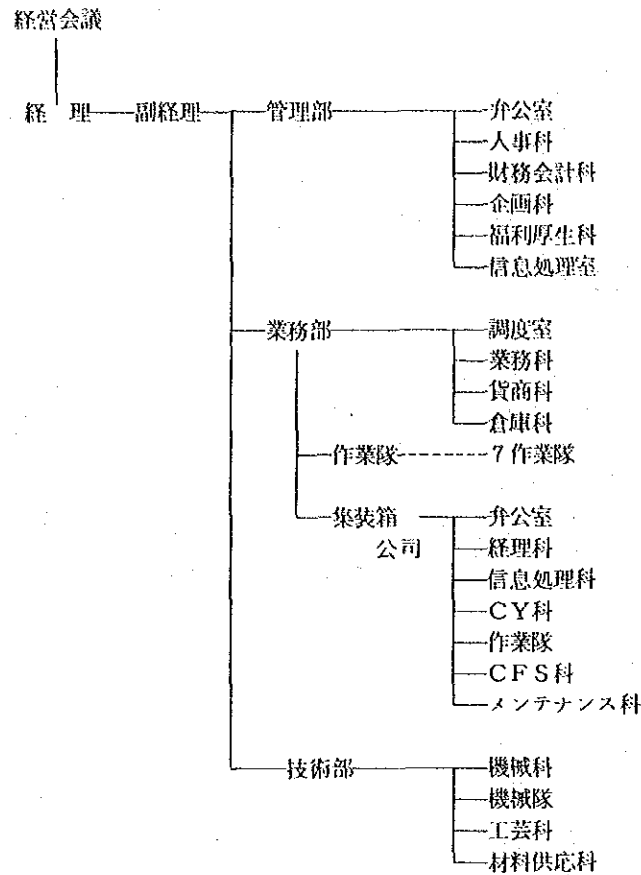 経営会議
経　理 副経理 管理部 弁公室
人事科
財務会計科
企画科
福利厚生科
信息処理室
業務部 調度室
業務科
貨商科
倉庫科
作業隊 7作業隊
集装箱 弁公室
公司 経理科
信息処理科
ＣＹ科
作業隊
ＣＦＳ科
メンテナンス科
技術部 機械科
機械隊
工芸科
材料供応科